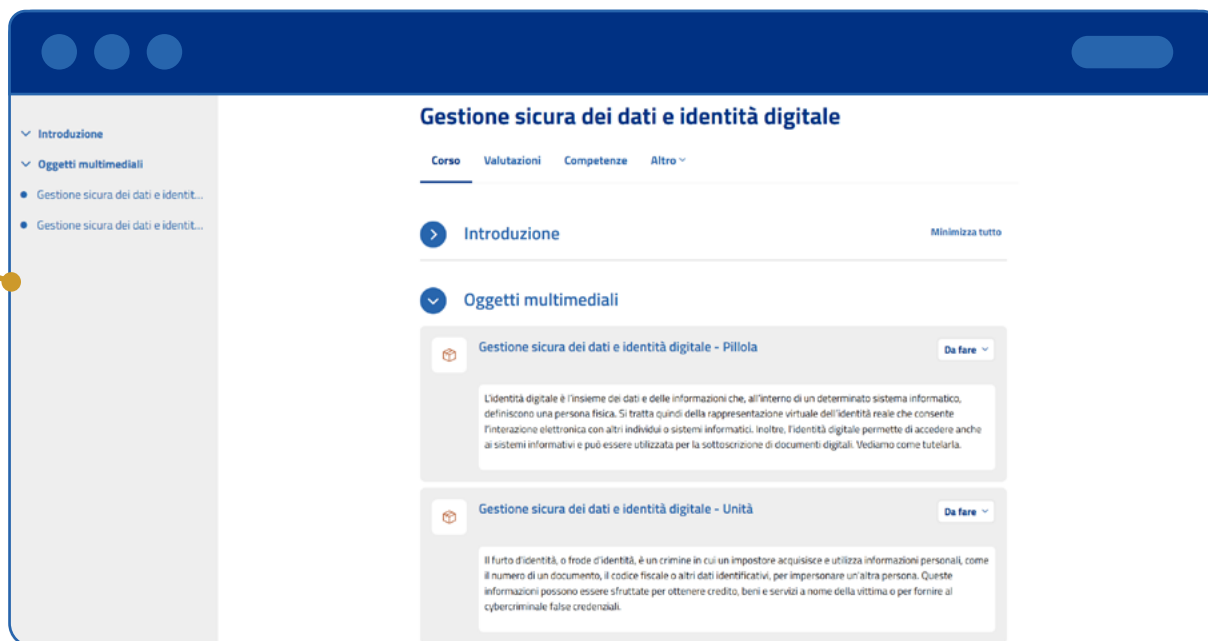 Introduzione
Oggetti multimediali
Gestione sicura dei dati e identit...
Gestione sicura dei dati e identit...
Gestione sicura dei dati e identità digitale
Corso Valutazioni Competenze Altro
Introduzione Minimizza tutto
Oggetti multimediali
Gestione sicura dei dati e identità digitale - Pillola Da fare
L'identità digitale è l'insieme dei dati e delle informazioni che, all'interno di un determinato sistema informatico,
definiscono una persona fisica. Si tratta quindi della rappresentazione virtuale dell'identità reale che consente
l'interazione elettronica con altri individui o sistemi informatici. Inoltre, l'identità digitale permette di accedere anche
ai sistemi informativi e può essere utilizzata per la sottoscrizione di documenti digitali. Vediamo come tutelarla.
Gestione sicura dei dati e identità digitale - Unità Da fare
Il furto d'identità, o frode d'identità, è un crimine in cui un impostore acquisisce e utilizza informazioni personali, come
il numero di un documento, il codice fiscale o altri dati identificativi, per impersonare un'altra persona. Queste
informazioni possono essere sfruttate per ottenere credito, beni e servizi a nome della vittima o per fornire al
cybercriminale false credenziali.